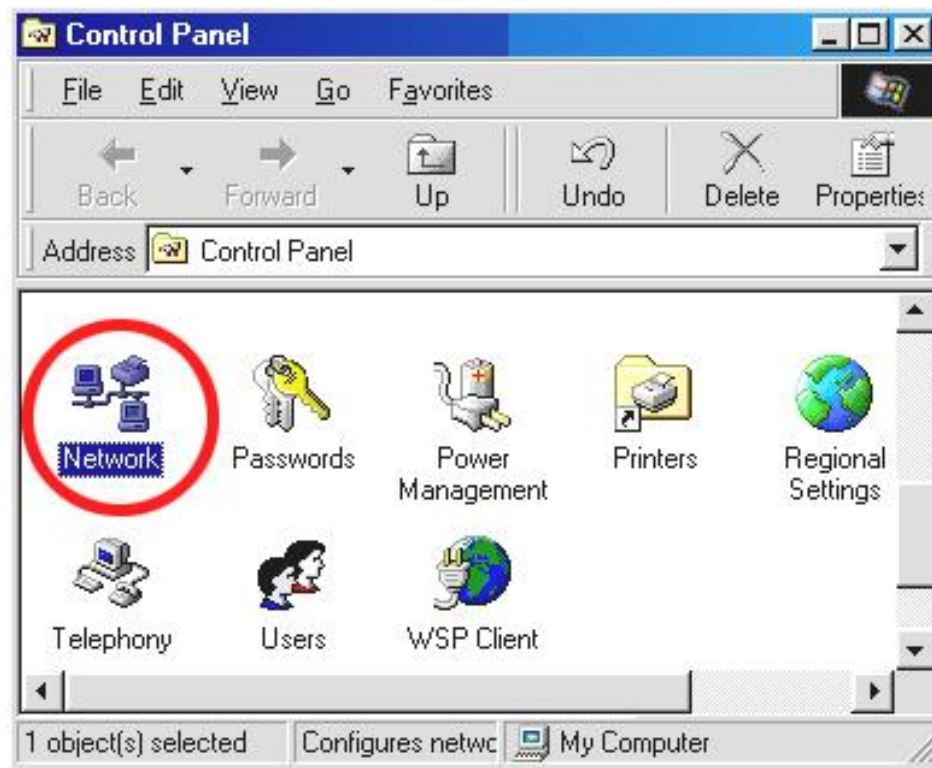 Control Panel
File Edit View Go Favorites
Back Forward Up Undo Delete Properties
Address Control Panel
Network Passwords Power Management Printers Regional Settings
Telephony Users WSP Client
1 object(s) selected Configures netwc My Computer